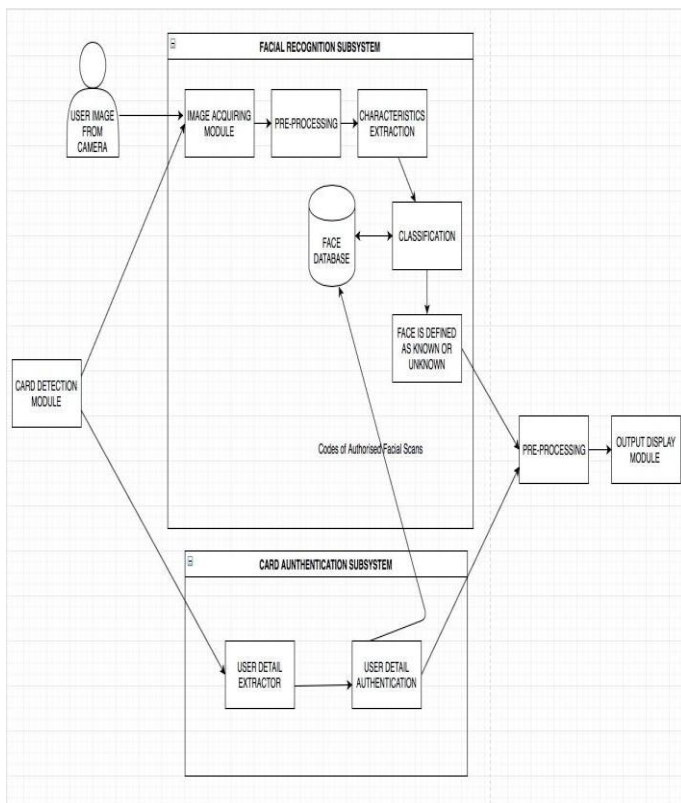 FACIAL RECOGNITION SUBSYSTEM
USER IMAGE
FROM
CAMERA
IMAGE ACQUIRING
MODULE
PRE-PROCESSING
CHARACTERISTICS
EXTRACTION
FACE
DATABASE
CLASSIFICATION
FACE IS DEFINED
AS KNOWN OR
UNKNOWN
CARD DETECTION
MODULE
Codes of Authorised Facial Scans
PRE-PROCESSING
OUTPUT DISPLAY
MODULE
CARD AUNTHENTICATION SUBSYSTEM
USER DETAIL
EXTRACTOR
USER DETAIL
AUTHENTICATION